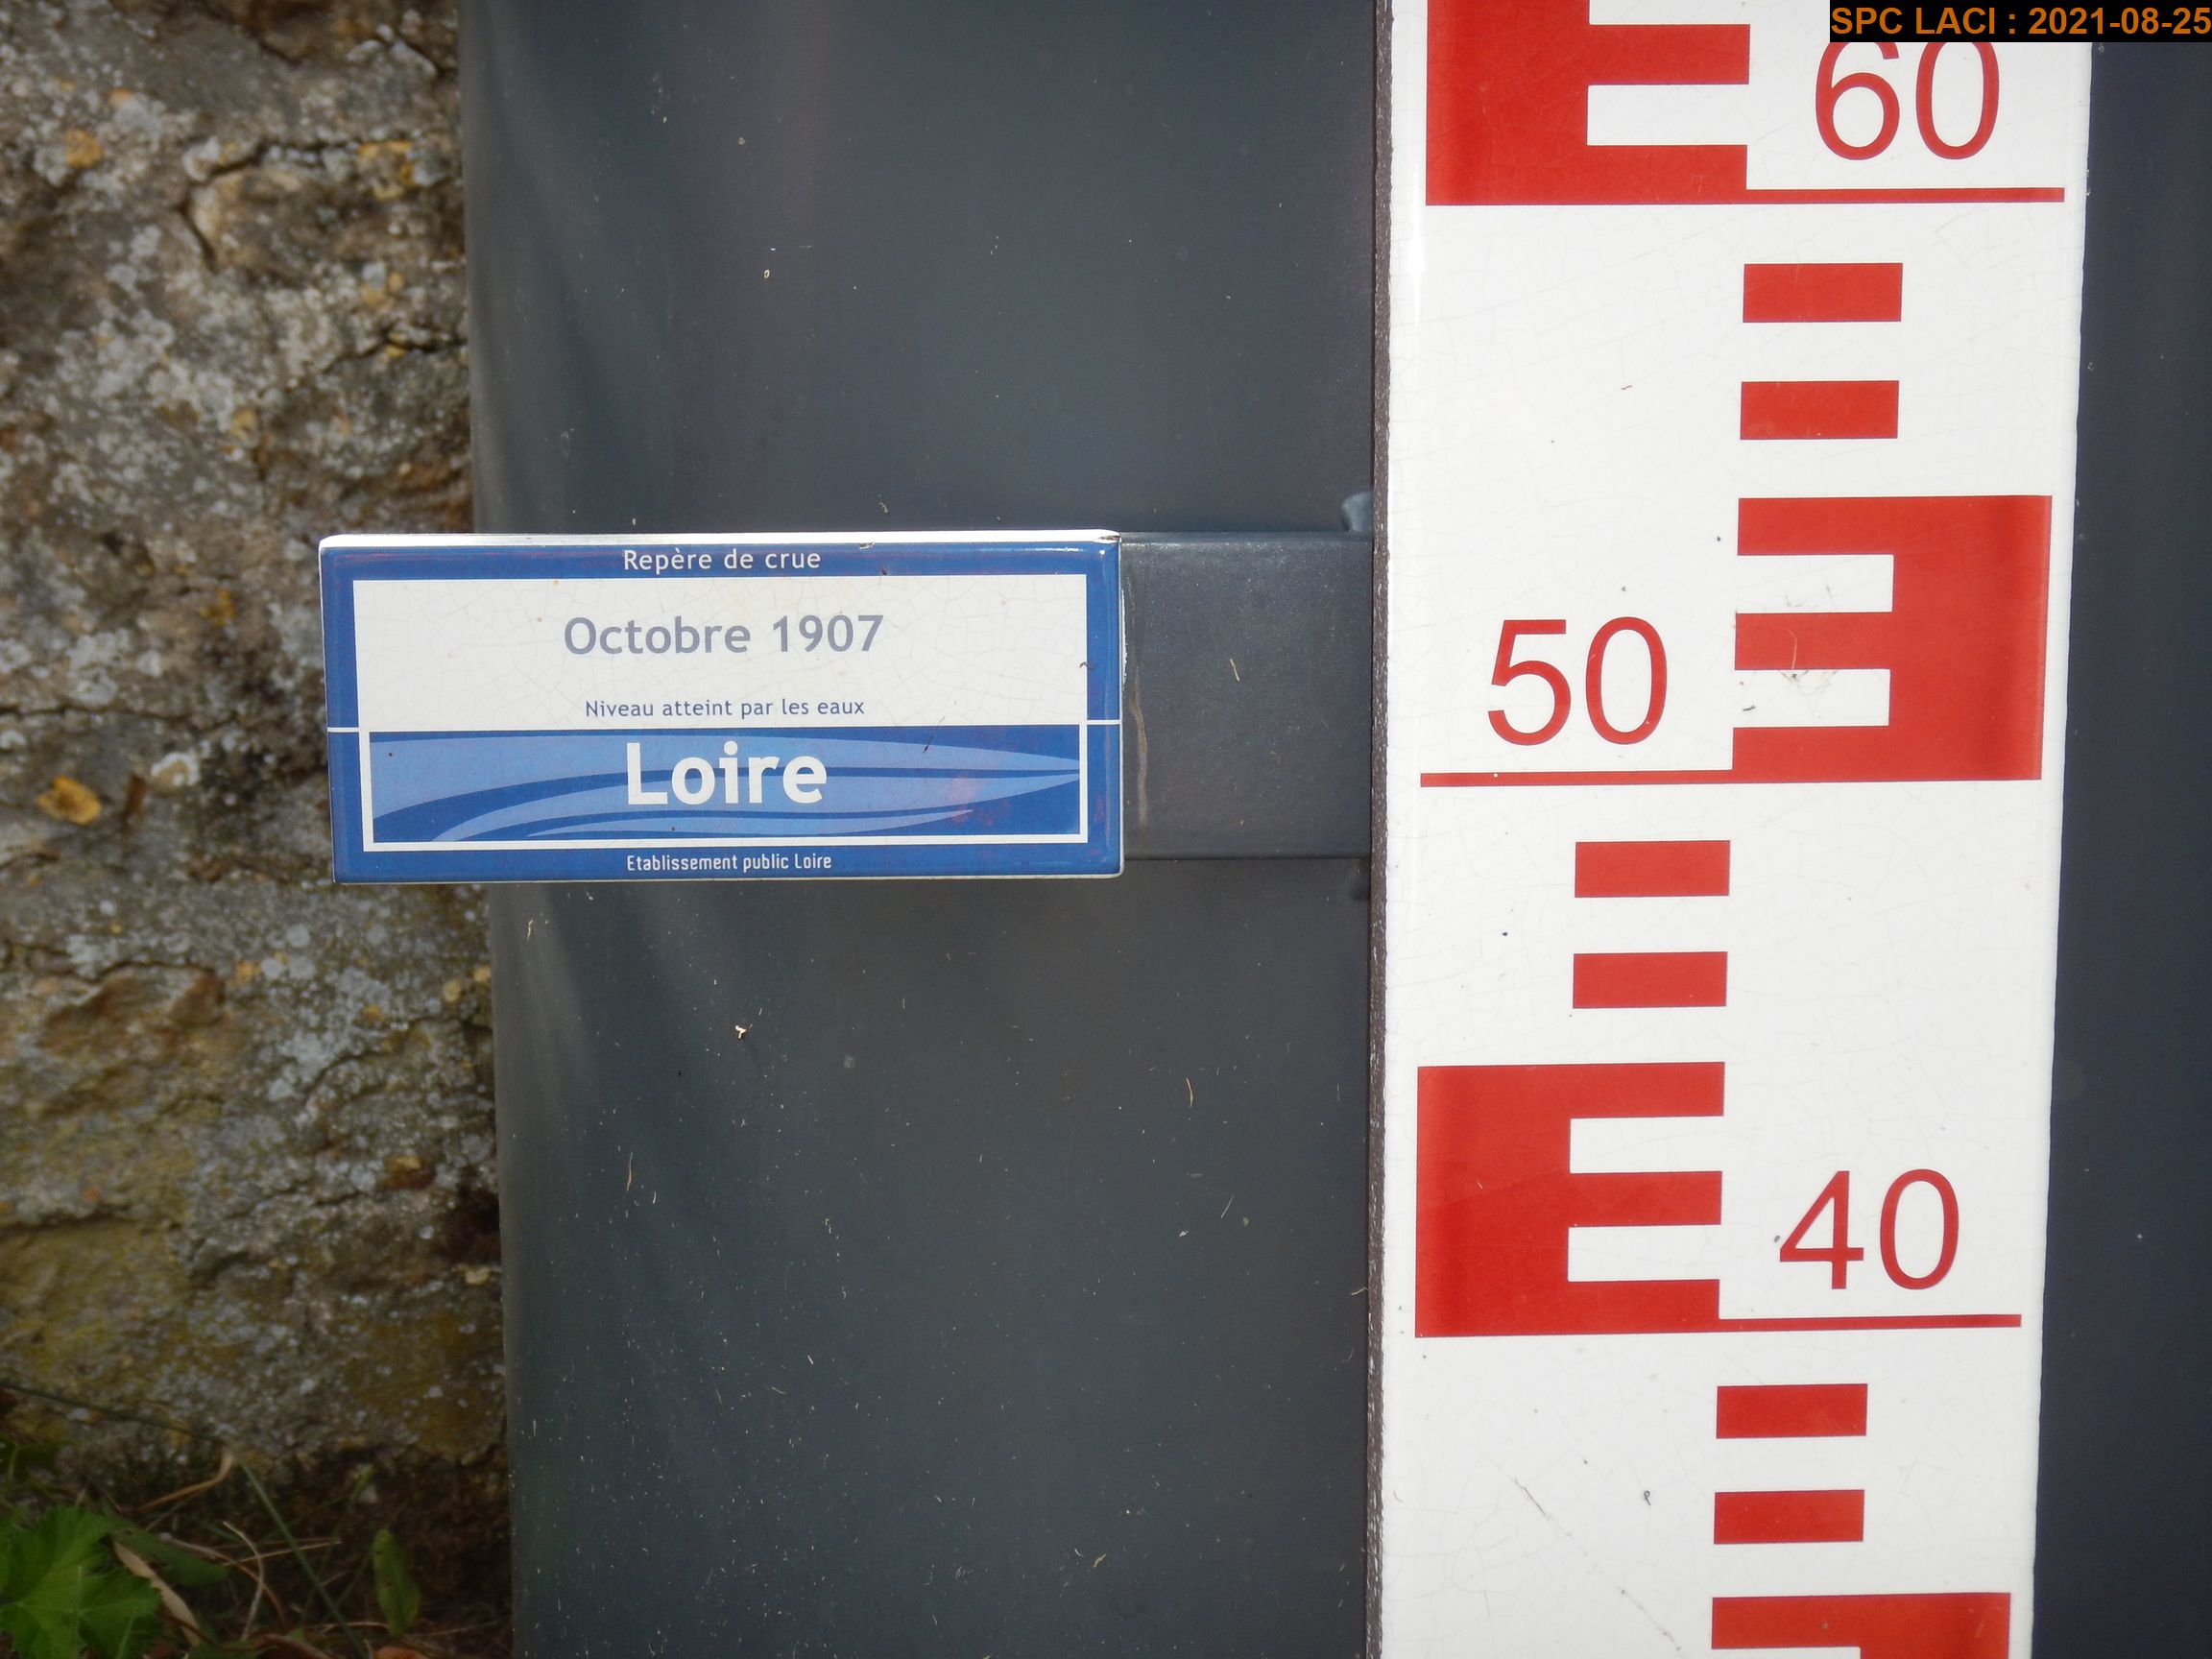 SPC LACI : 2021-08-25
60
Repère de crue
Octobre 1907
Niveau atteint par les eaux
Loire
Etablissement public Loire
50
40